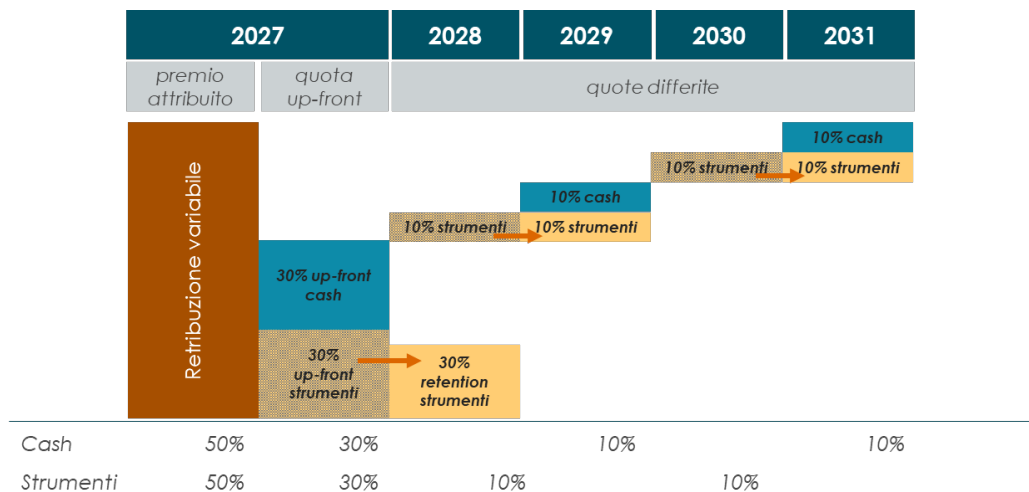 2027 2028 2029 2030 2031
premio attribuito
quota up-front
quote differite
10% cash
10% strumenti 10% strumenti
10% cash
10% strumenti 10% strumenti
Retribuzione variabile
30% up-front
cash
30%
up-front
strumenti
30%
retention
strumenti
Cash 50% 30% 10% 10%
Strumenti 50% 30% 10% 10%